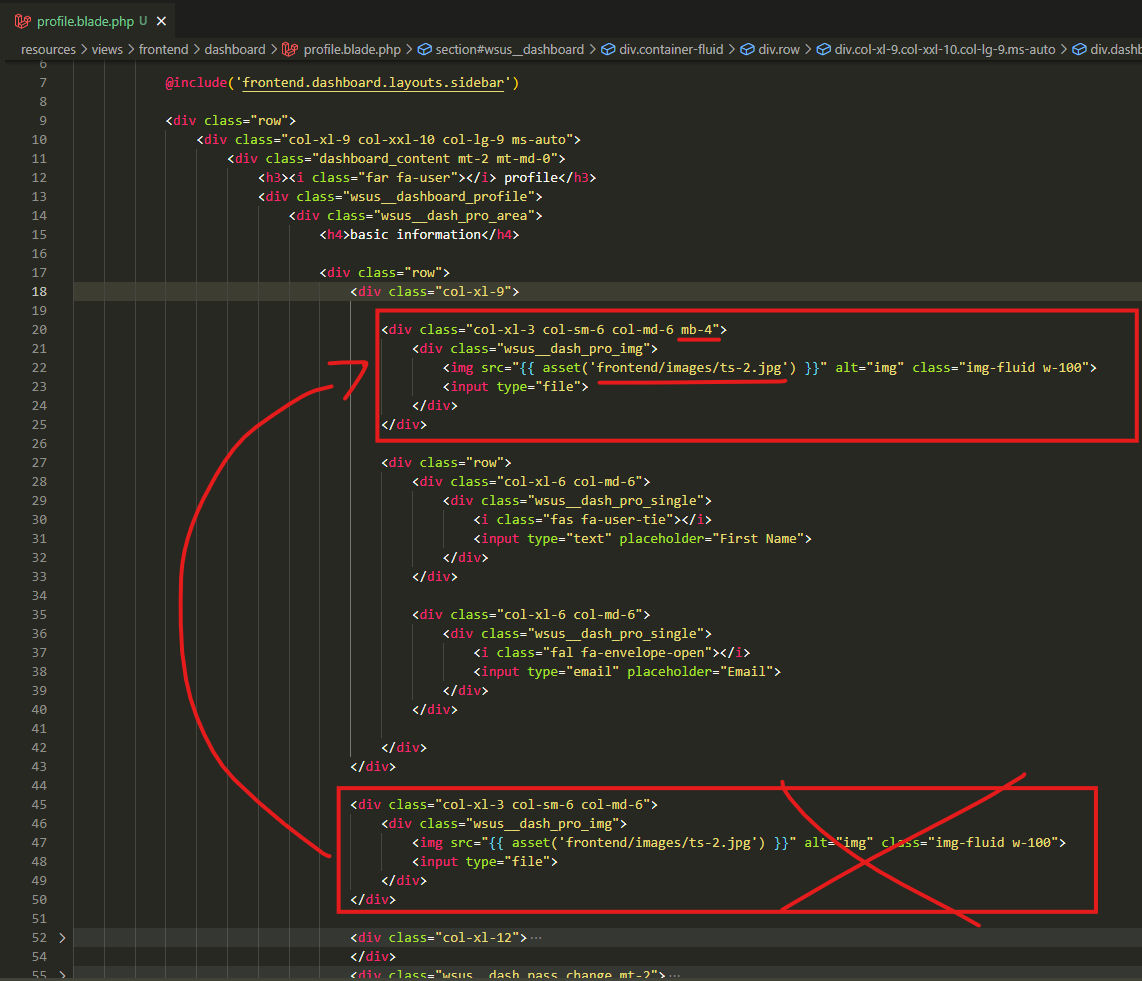 profile.blade.php U ×
resources > views > frontend > dashboard > profile.blade.php > section#wsus__dashboard > div.container-fluid > div.row > div.col-xl-9.col-xxl-10.col-lg-9.ms-auto > div.dashb
6
7 @include('frontend.dashboard.layouts.sidebar')
8
9 <div class="row">
10 <div class="col-xl-9 col-xxl-10 col-lg-9 ms-auto">
11 <div class="dashboard_content mt-2 mt-md-0">
12 <h3><i class="far fa-user"></i> profile</h3>
13 <div class="wsus__dashboard_profile">
14 <div class="wsus__dash_pro_area">
15 <h4>basic information</h4>
16
17 <div class="row">
18 <div class="col-xl-9">
19
20 <div class="col-xl-3 col-sm-6 col-md-6 mb-4">
21 <div class="wsus__dash_pro_img">
22 <img src="{{ asset('frontend/images/ts-2.jpg') }}" alt="img" class="img-fluid w-100">
23 <input type="file">
24 </div>
25 </div>
26
27 <div class="row">
28 <div class="col-xl-6 col-md-6">
29 <div class="wsus__dash_pro_single">
30 <i class="fas fa-user-tie"></i>
31 <input type="text" placeholder="First Name">
32 </div>
33 </div>
34
35 <div class="col-xl-6 col-md-6">
36 <div class="wsus__dash_pro_single">
37 <i class="fal fa-envelope-open"></i>
38 <input type="email" placeholder="Email">
39 </div>
40 </div>
41
42 </div>
43 </div>
44
45 <div class="col-xl-3 col-sm-6 col-md-6">
46 <div class="wsus__dash_pro_img">
47 <img src="{{ asset('frontend/images/ts-2.jpg') }}" alt="img" class="img-fluid w-100">
48 <input type="file">
49 </div>
50 </div>
51
52 > <div class="col-xl-12">···
54 </div>
55 > <div class="wsus__dash_pass_change mt-2">···